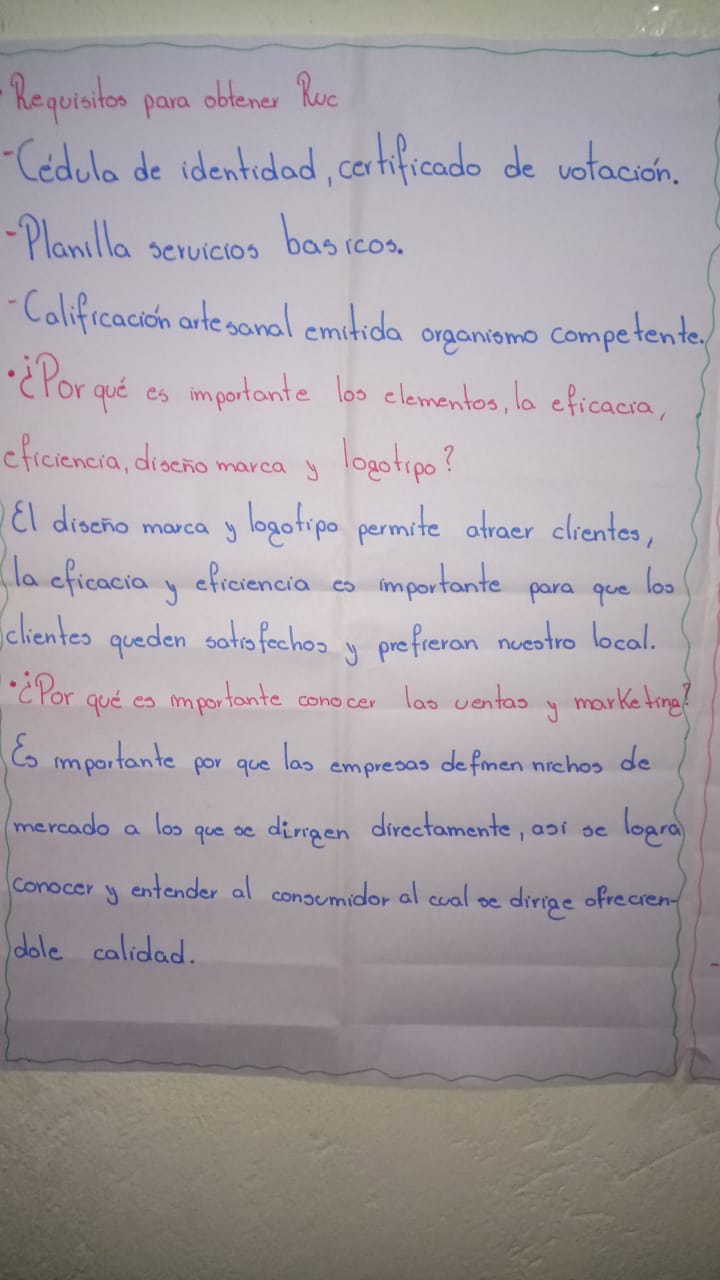 • Requisitos para obtener Ruc
- Cédula de identidad, certificado de votación.
- Planilla servicios basicos.
- Calificación artesanal emitida organismo competente.
• ¿Por qué es importante los elementos, la eficacia,
eficiencia, diseño marca y logotipo?
El diseño marca y logotipo permite atraer clientes,
la eficacia y eficiencia es importante para que los
clientes queden satisfechos y prefieran nuestro local.
• ¿Por qué es importante conocer las ventas y marketing?
Es importante por que las empresas definen nichos de
mercado a los que se dirigen directamente, asi se logra
conocer y entender al consumidor al cual se dirige ofrecien-
dole calidad.